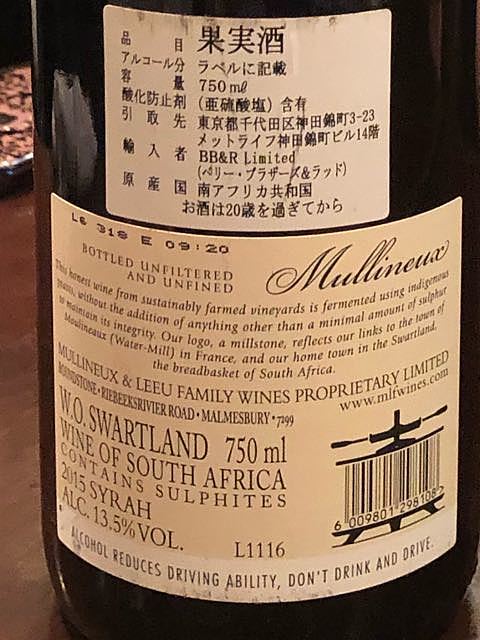 品目 果実酒
アルコール分 ラベルに記載
容量 750mℓ
酸化防止剤 (亜硫酸塩) 含有
引取先 東京都千代田区神田錦町3-23
メットライフ神田錦町ビル14階
輸入者 BB&R Limited
(ベリー・ブラザーズ&ラッド)
原産国 南アフリカ共和国
お酒は20歳を過ぎてから
L6 318 E 09:20
BOTTLED UNFILTERED
AND UNFINED
Mullineux
This honest wine from sustainably farmed vineyards is fermented using indigenous
yeasts, without the addition of anything other than a minimal amount of sulphur
to maintain its integrity. Our logo, a millstone, reflects our links to the town of
Moulineaux (Water-Mill) in France, and our home town in the Swartland,
the breadbasket of South Africa.
MULLINEUX & LEEU FAMILY WINES PROPRIETARY LIMITED
ROUNDSTONE • RIEBEEKSRIVIER ROAD • MALMESBURY • 7299
www.mlfwines.com
W.O. SWARTLAND 750 ml
WINE OF SOUTH AFRICA
CONTAINS SULPHITES
2015 SYRAH
ALC. 13.5% VOL.
L1116
6 009801 298108
ALCOHOL REDUCES DRIVING ABILITY, DON'T DRINK AND DRIVE.